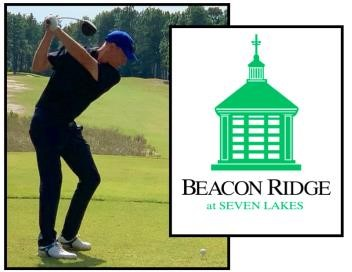 BEACON RIDGE
at SEVEN LAKES